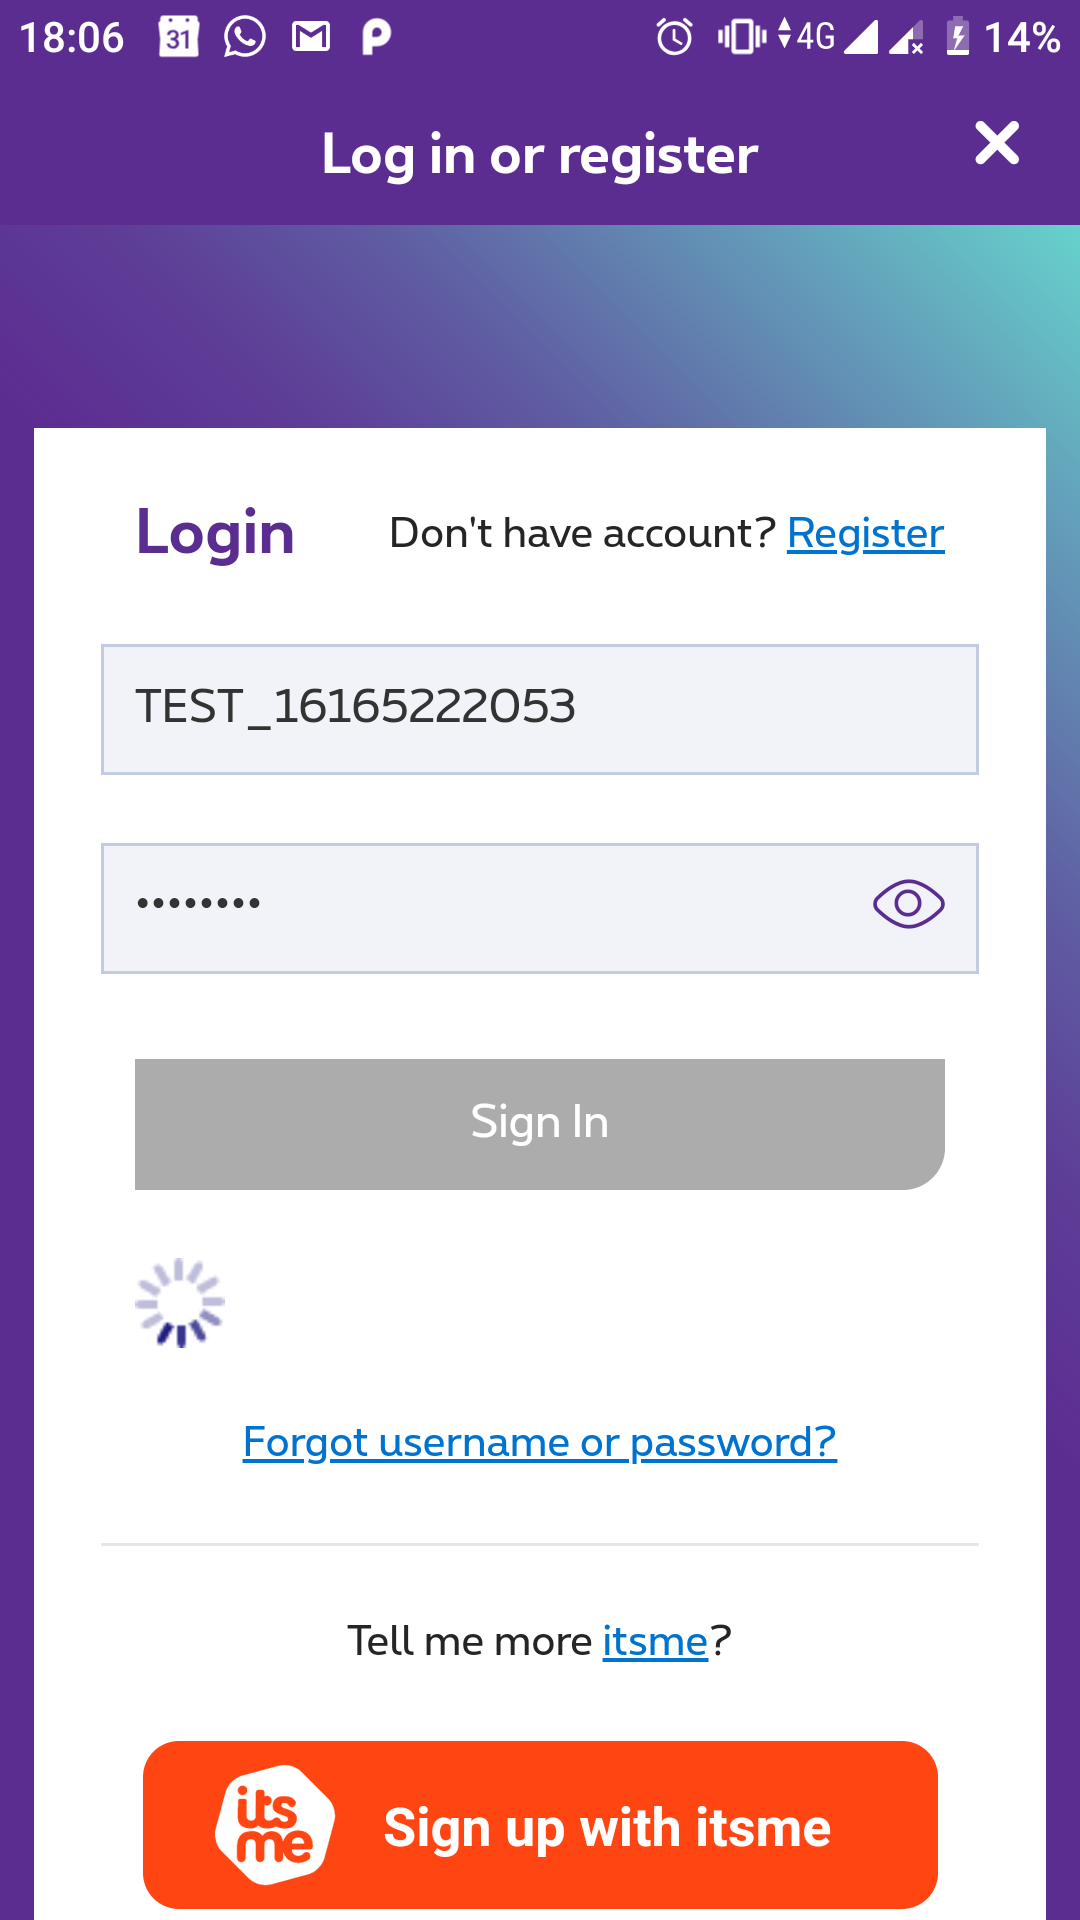 18:06 31 4G 14%
Log in or register
Login Don't have account? Register
TEST_16165222053
••••••••
Sign In
Forgot username or password?
Tell me more itsme?
its me Sign up with itsme